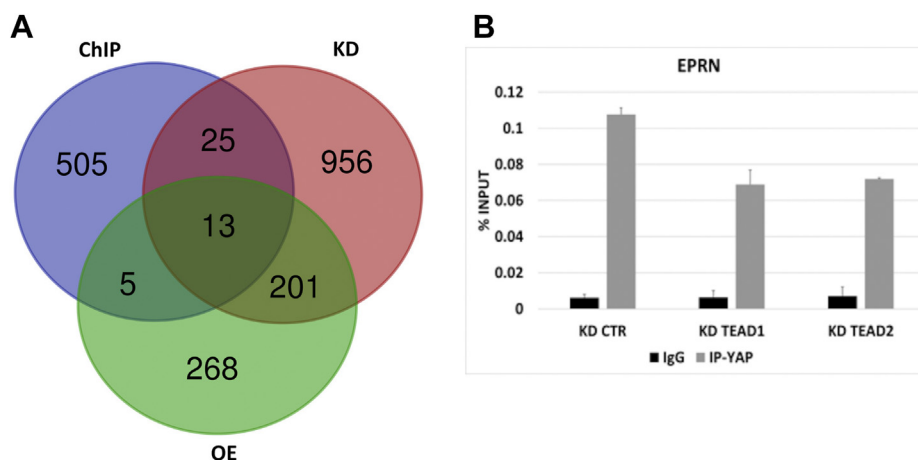 A
ChIP
KD
505
25
956
13
5
201
268
OE
B
EPRN
% INPUT
0.12
0.1
0.08
0.06
0.04
0.02
0
KD CTR
KD TEAD1
KD TEAD2
IgG
IP-YAP